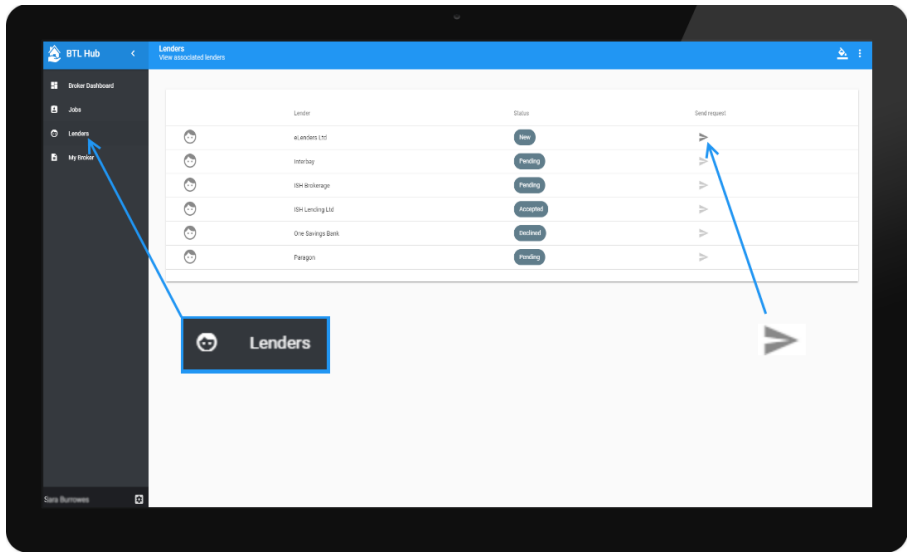 BTL Hub
Lenders
View associated lenders
Broker Dashboard
Jobs
Lenders
My Broker
Lender Status Send request
eLenders Ltd New
Interbay Pending
ISH Brokerage Pending
ISH Lending Ltd Accepted
One Savings Bank Declined
Paragon Pending
Lenders
Sara Burrowes